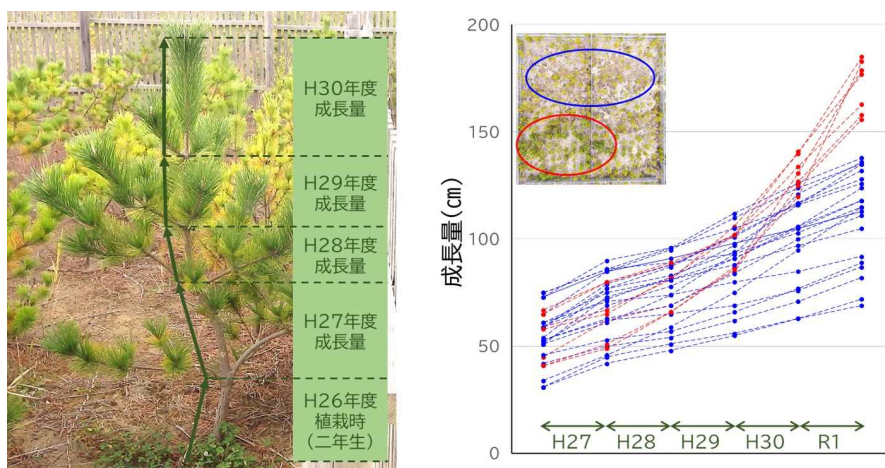 H30年度
成長量
H29年度
成長量
H28年度
成長量
H27年度
成長量
H26年度
植栽時
(二年生)
成長量(cm)
200
150
100
50
0
H27
H28
H29
H30
R1